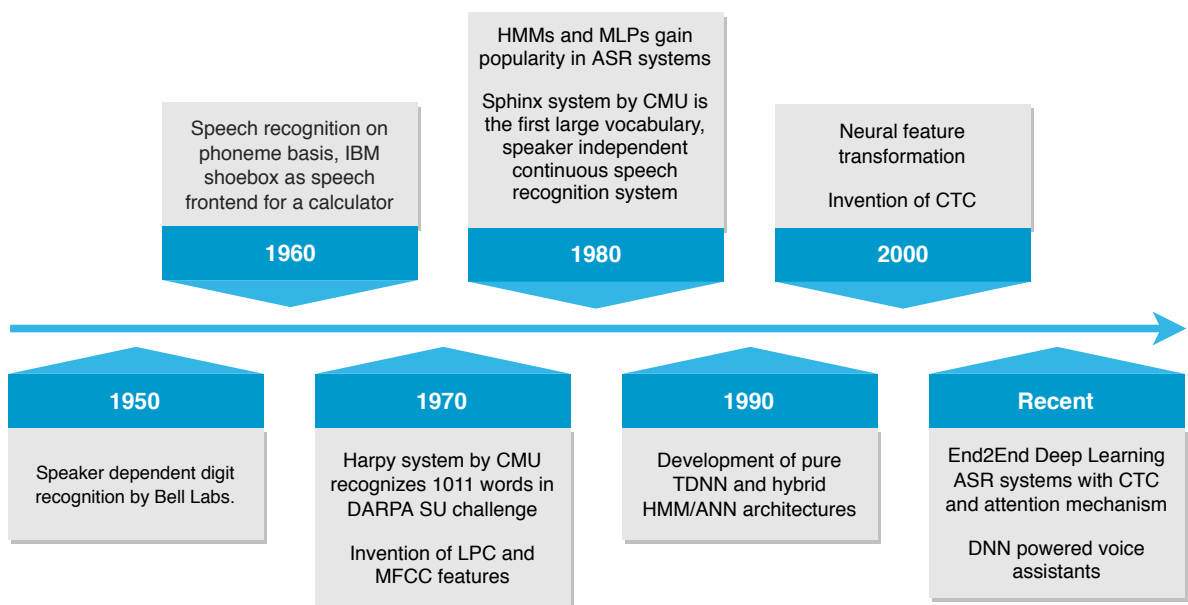 HMMs and MLPs gain
popularity in ASR systems
Sphinx system by CMU is
the first large vocabulary,
speaker independent
continuous speech
recognition system
1980
Speech recognition on
phoneme basis, IBM
shoebox as speech
frontend for a calculator
1960
Neural feature
transformation
Invention of CTC
2000
1950
Speaker dependent digit
recognition by Bell Labs.
1970
Harpy system by CMU
recognizes 1011 words in
DARPA SU challenge
Invention of LPC and
MFCC features
1990
Development of pure
TDNN and hybrid
HMM/ANN architectures
Recent
End2End Deep Learning
ASR systems with CTC
and attention mechanism
DNN powered voice
assistants